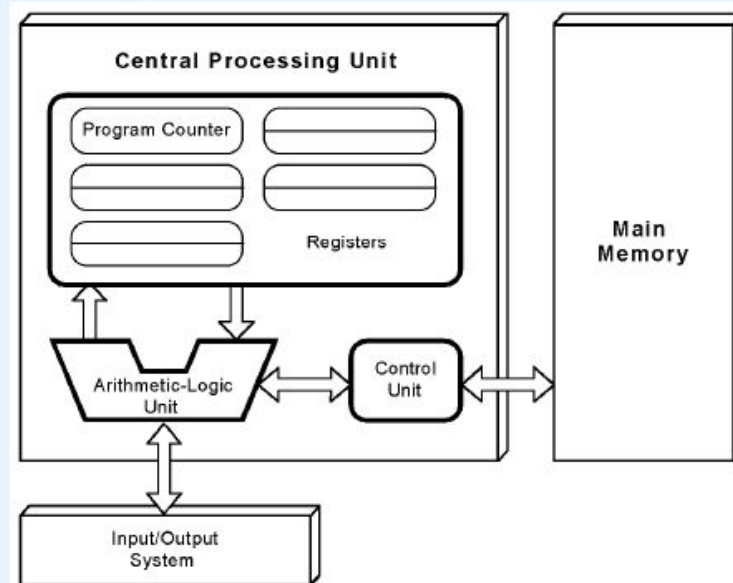 Central Processing Unit
Program Counter
Registers
Main
Memory
Arithmetic-Logic
Unit
Control
Unit
Input/Output
System